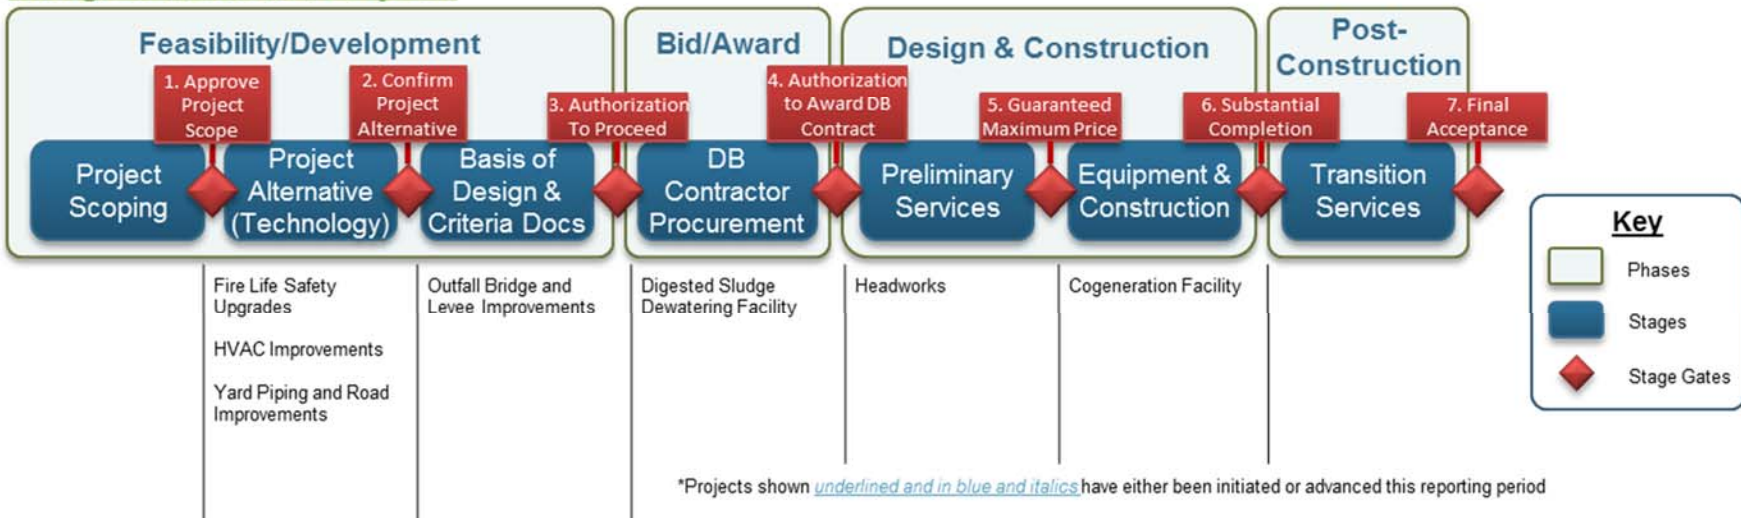 Feasibility/Development
Bid/Award
Design & Construction
Post-
Construction
1. Approve
Project
Scope
2. Confirm
Project
Alternative
3. Authorization
To Proceed
4. Authorization
to Award DB
Contract
5. Guaranteed
Maximum Price
6. Substantial
Completion
7. Final
Acceptance
Project
Scoping
Project
Alternative
(Technology)
Basis of
Design &
Criteria Docs
DB
Contractor
Procurement
Preliminary
Services
Equipment &
Construction
Transition
Services
Fire Life Safety
Upgrades
HVAC Improvements
Yard Piping and Road
Improvements
Outfall Bridge and
Levee Improvements
Digested Sludge
Dewatering Facility
Headworks
Cogeneration Facility
Key
Phases
Stages
Stage Gates
*Projects shown underlined and in blue and italics have either been initiated or advanced this reporting period